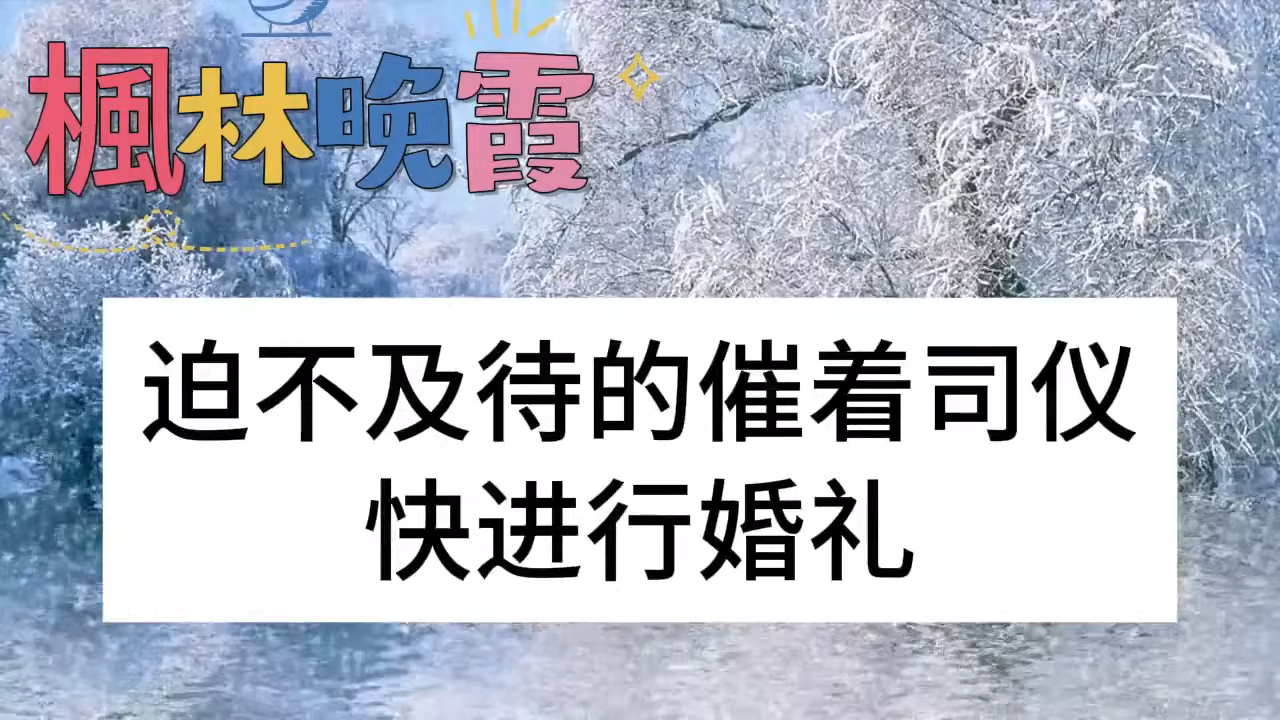 楓林晚霞
迫不及待的催着司仪
快进行婚礼